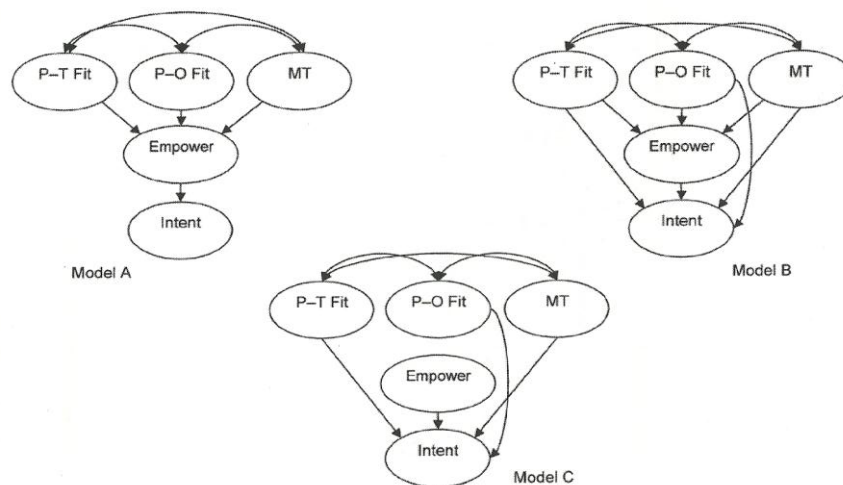 P–T Fit
P–O Fit
MT
Empower
Intent
Model A
P–T Fit
P–O Fit
MT
Empower
Intent
Model B
P–T Fit
P–O Fit
MT
Empower
Intent
Model C